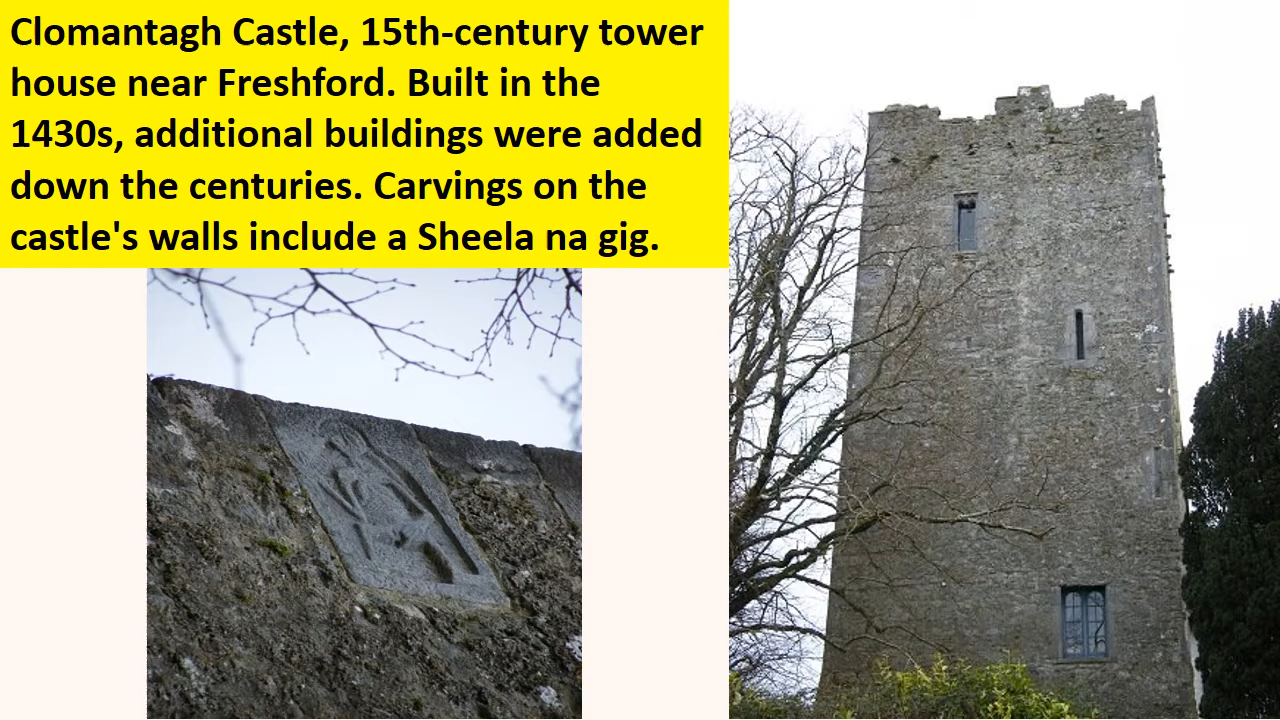 Clomantagh Castle, 15th-century tower
house near Freshford. Built in the
1430s, additional buildings were added
down the centuries. Carvings on the
castle's walls include a Sheela na gig.